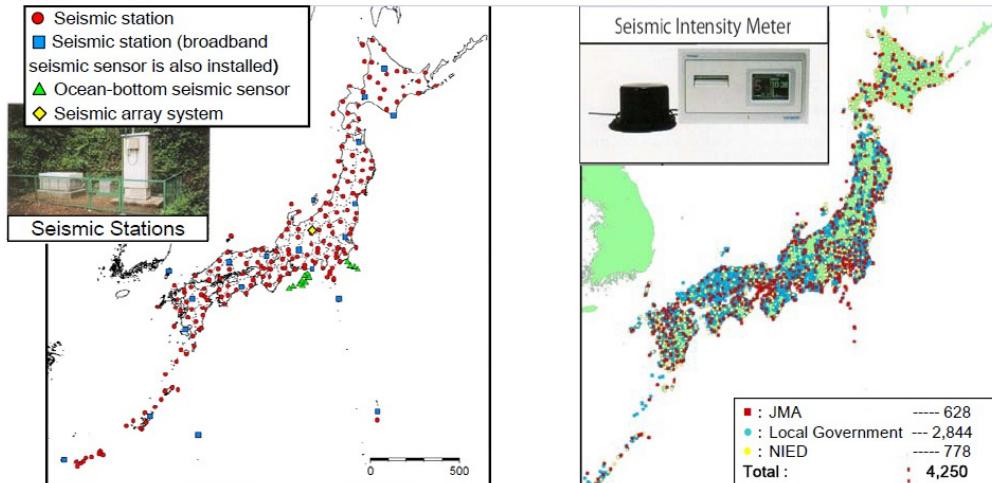 Seismic station
Seismic station (broadband
seismic sensor is also installed)
Ocean-bottom seismic sensor
Seismic array system
Seismic Stations
0
500
Seismic Intensity Meter
: JMA ----- 628
: Local Government --- 2,844
: NIED ----- 778
Total : 4,250